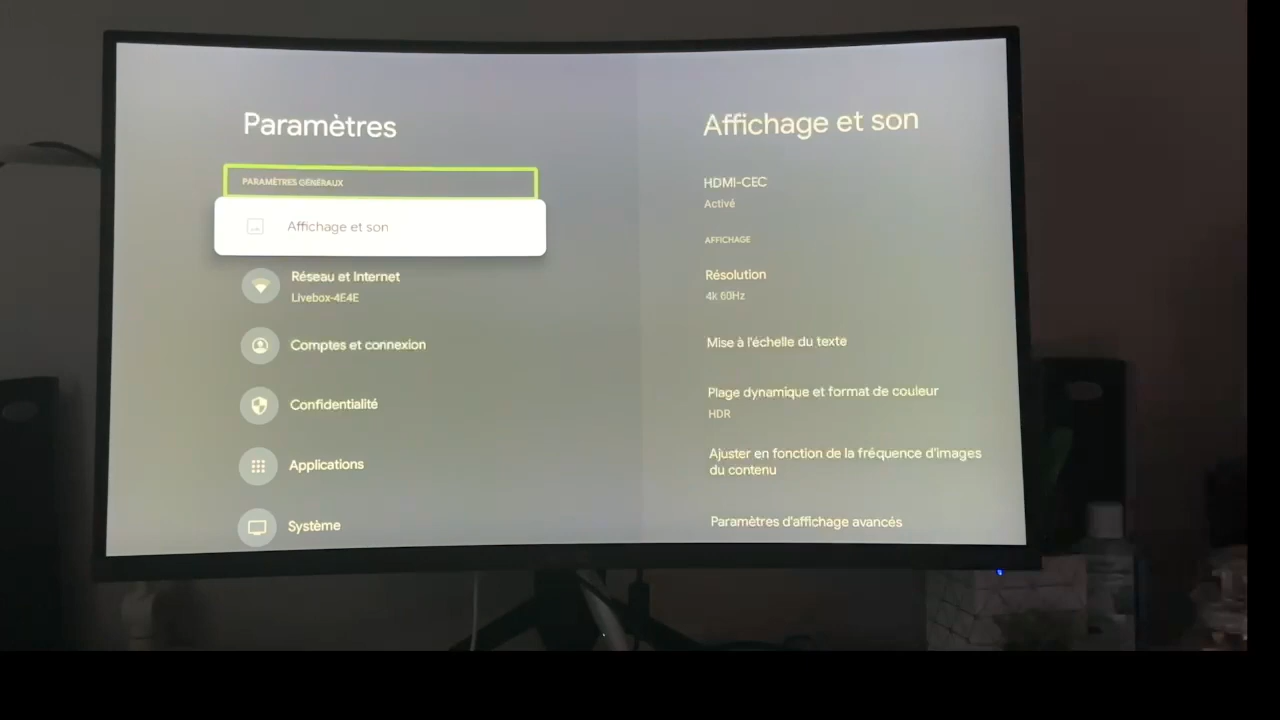 Paramètres
PARAMÈTRES GÉNÉRAUX
Affichage et son
Réseau et Internet
Livebox-4E4E
Comptes et connexion
Confidentialité
Applications
Système
Affichage et son
HDMI-CEC
Activé
AFFICHAGE
Résolution
4k 60Hz
Mise à l'échelle du texte
Plage dynamique et format de couleur
HDR
Ajuster en fonction de la fréquence d'images
du contenu
Paramètres d'affichage avancés